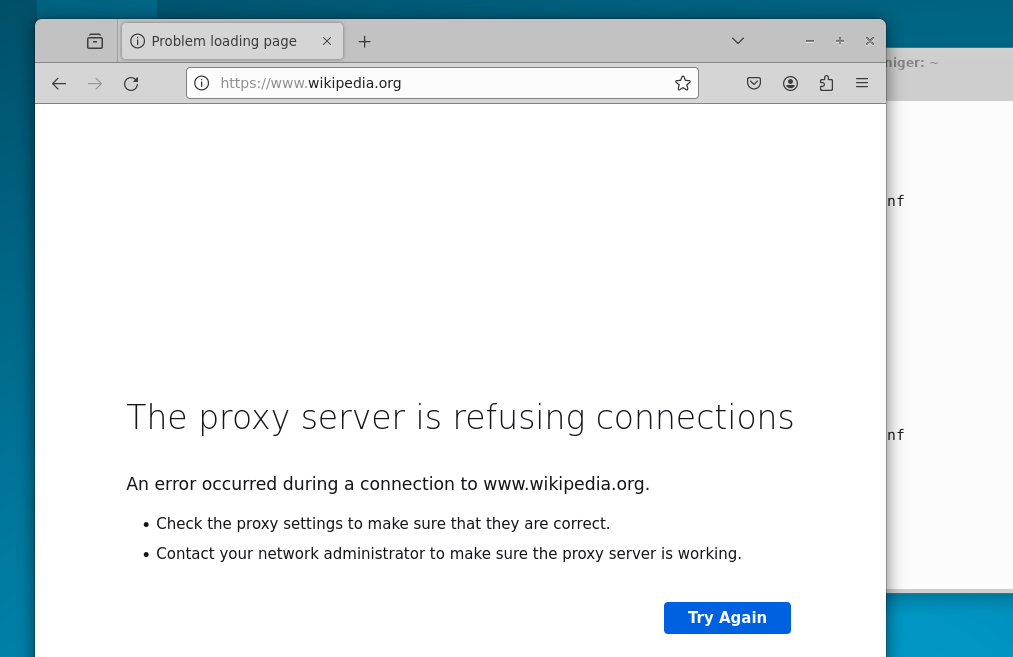 Problem loading page
niger: ~
https://www.wikipedia.org
nf
nf
The proxy server is refusing connections
An error occurred during a connection to www.wikipedia.org.
• Check the proxy settings to make sure that they are correct.
• Contact your network administrator to make sure the proxy server is working.
Try Again